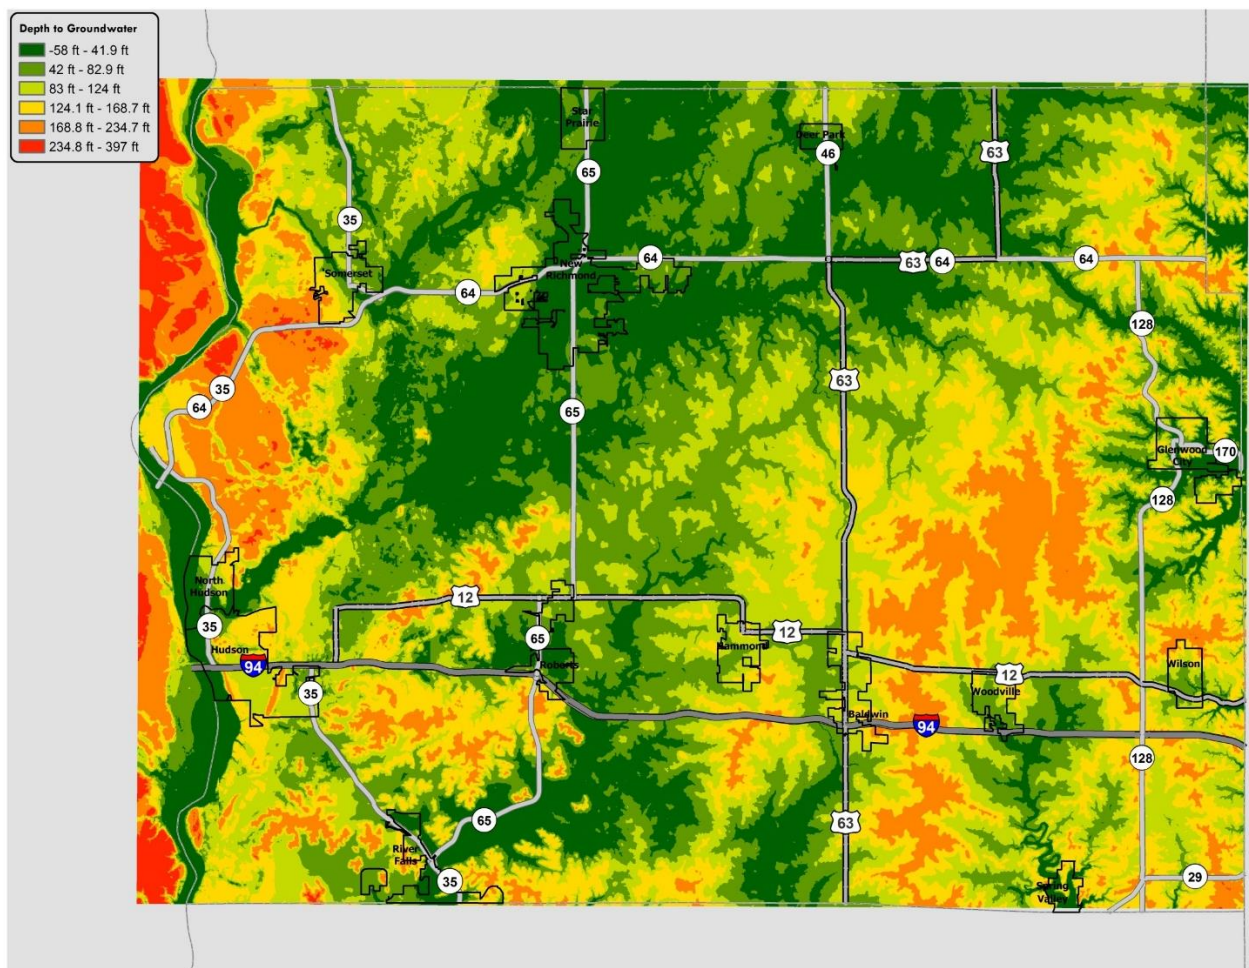 Depth to Groundwater
-58 ft - 41.9 ft
42 ft - 82.9 ft
83 ft - 124 ft
124.1 ft - 168.7 ft
168.8 ft - 234.7 ft
234.8 ft - 397 ft
Star
Prairie
Deer Park
46
63
65
35
Somerset
New
Richmond
64
63
64
64
64
128
63
35
64
65
Glenwood
City
170
128
North
Hudson
12
35
Hudson
94
65
Roberts
Hammond
12
Wilson
12
Woodville
35
Baldwin
94
128
65
63
River
Falls
35
Spring
Valley
29